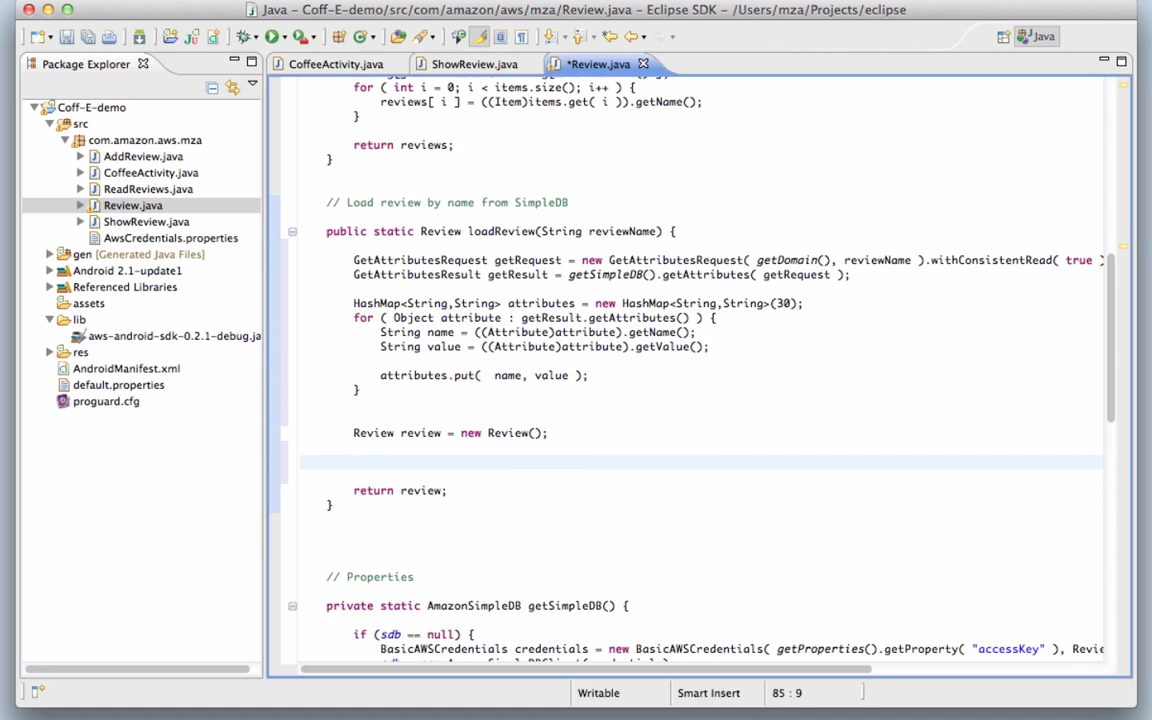 Java – Coff-E-demo/src/com/amazon/aws/mza/Review.java – Eclipse SDK – /Users/mza/Projects/eclipse
Java
Package Explorer
CoffeeActivity.java
ShowReview.java
*Review.java
Coff-E-demo
src
com.amazon.aws.mza
AddReview.java
CoffeeActivity.java
ReadReviews.java
Review.java
ShowReview.java
AwsCredentials.properties
gen [Generated Java Files]
Android 2.1-update1
Referenced Libraries
assets
lib
aws-android-sdk-0.2.1-debug.ja
res
AndroidManifest.xml
default.properties
proguard.cfg
for ( int i = 0; i < items.size(); i++ ) {
reviews[ i ] = ((Item)items.get( i )).getName();
}
return reviews;
}
// Load review by name from SimpleDB
public static Review loadReview(String reviewName) {
GetAttributesRequest getRequest = new GetAttributesRequest( getDomain(), reviewName ).withConsistentRead( true )
GetAttributesResult getResult = getSimpleDB().getAttributes( getRequest );
HashMap<String,String> attributes = new HashMap<String,String>(30);
for ( Object attribute : getResult.getAttributes() ) {
String name = ((Attribute)attribute).getName();
String value = ((Attribute)attribute).getValue();
attributes.put(  name, value );
}
Review review = new Review();
return review;
}
// Properties
private static AmazonSimpleDB getSimpleDB() {
if (sdb == null) {
BasicAWSCredentials credentials = new BasicAWSCredentials( getProperties().getProperty( "accessKey" ), Revie
Writable
Smart Insert
85 : 9